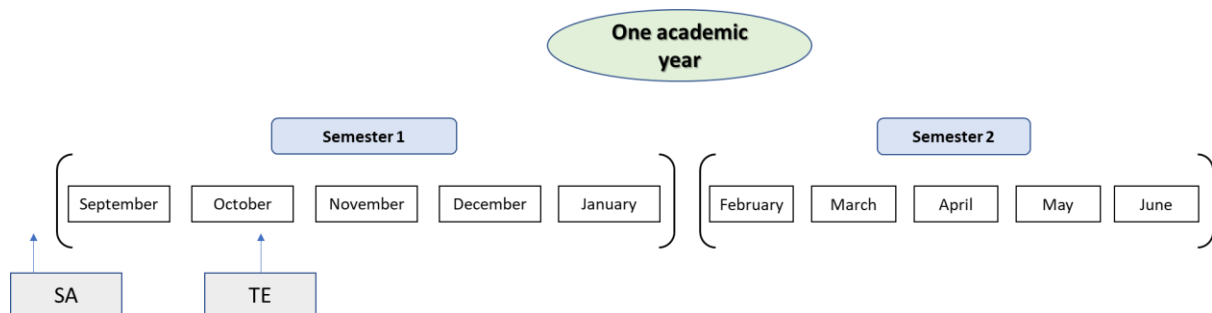 One academic
year
Semester 1
Semester 2
September October November December January February March April May June
SA
TE